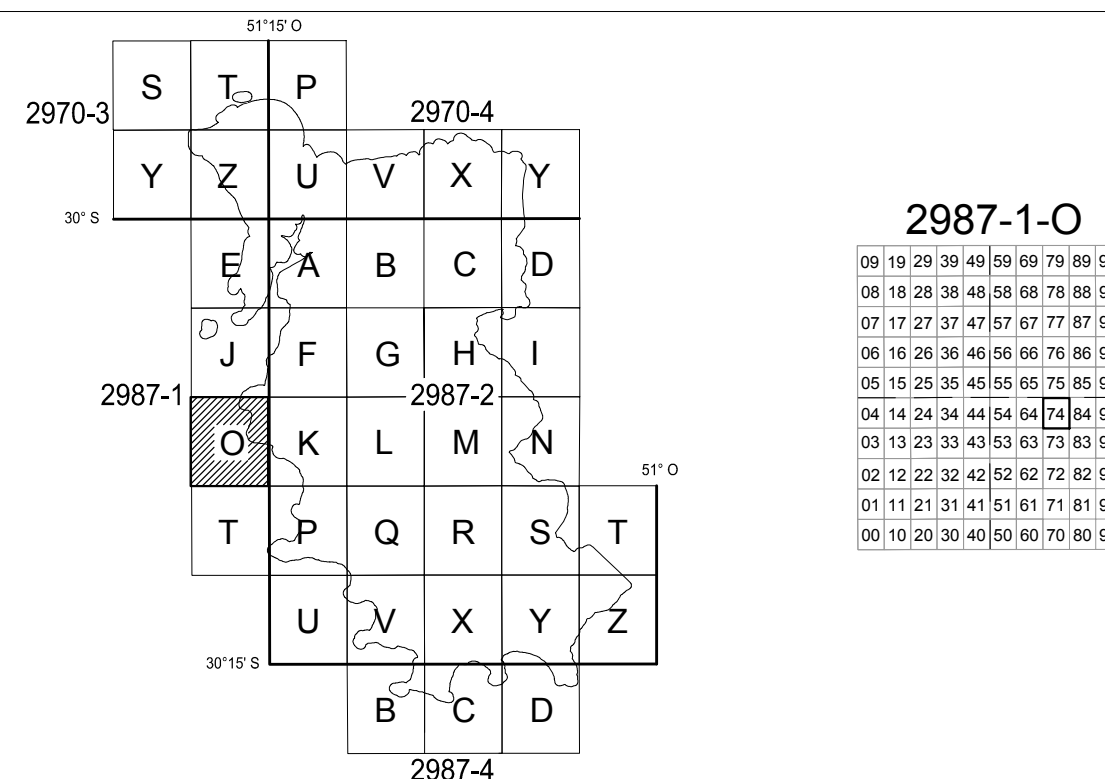 51°15' O
S T P
2970-3 2970-4
Y Z U V X Y
30° S
E A B C D
J F G H I
2987-1 2987-2
O K L M N
51° O
T P Q R S T
U V X Y Z
30°15' S
B C D
2987-4
2987-1-O
09 19 29 39 49 59 69 79 89
08 18 28 38 48 58 68 78 88
07 17 27 37 47 57 67 77 87
06 16 26 36 46 56 66 76 86
05 15 25 35 45 55 65 75 85
04 14 24 34 44 54 64 74 84
03 13 23 33 43 53 63 73 83
02 12 22 32 42 52 62 72 82
01 11 21 31 41 51 61 71 81
00 10 20 30 40 50 60 70 80